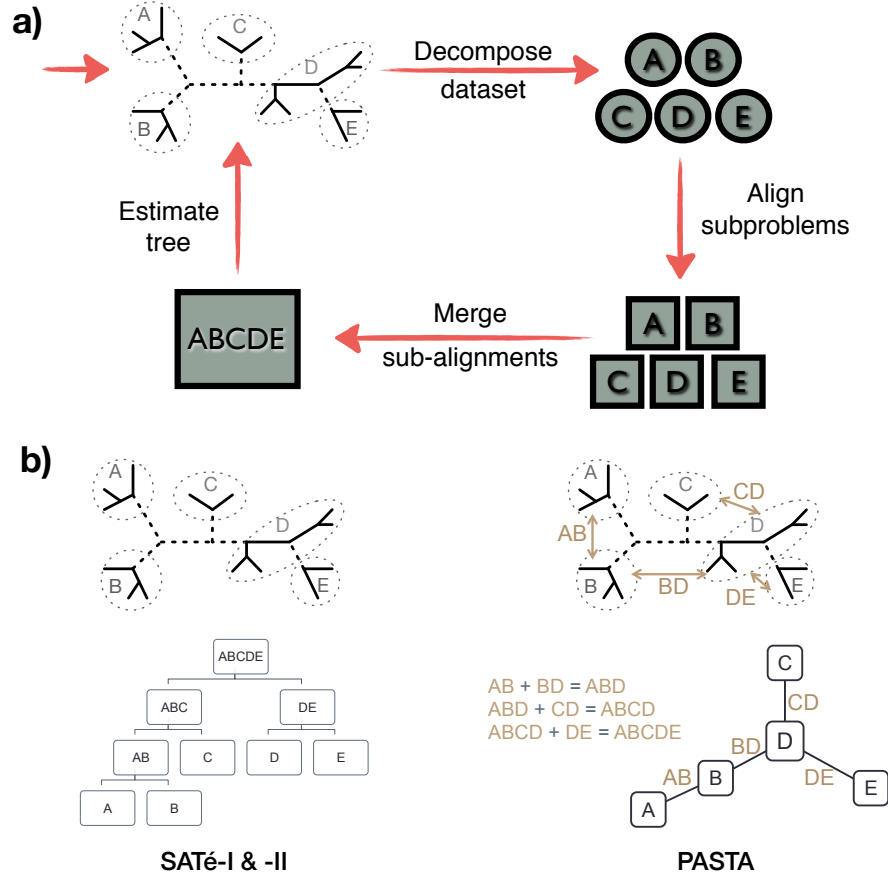 a)
A
C
D
B
E
Decompose
dataset
A B
C D E
Align
subproblems
Estimate
tree
ABCDE
Merge
sub-alignments
A B
C D E
b)
A
C
D
B
E
ABCDE
ABC DE
AB C D E
A B
SATé-I & -II
A
C
CD
D
AB
B
BD
DE
E
AB + BD = ABD
ABD + CD = ABCD
ABCD + DE = ABCDE
C
CD
D
BD
B
AB
A
DE
E
PASTA